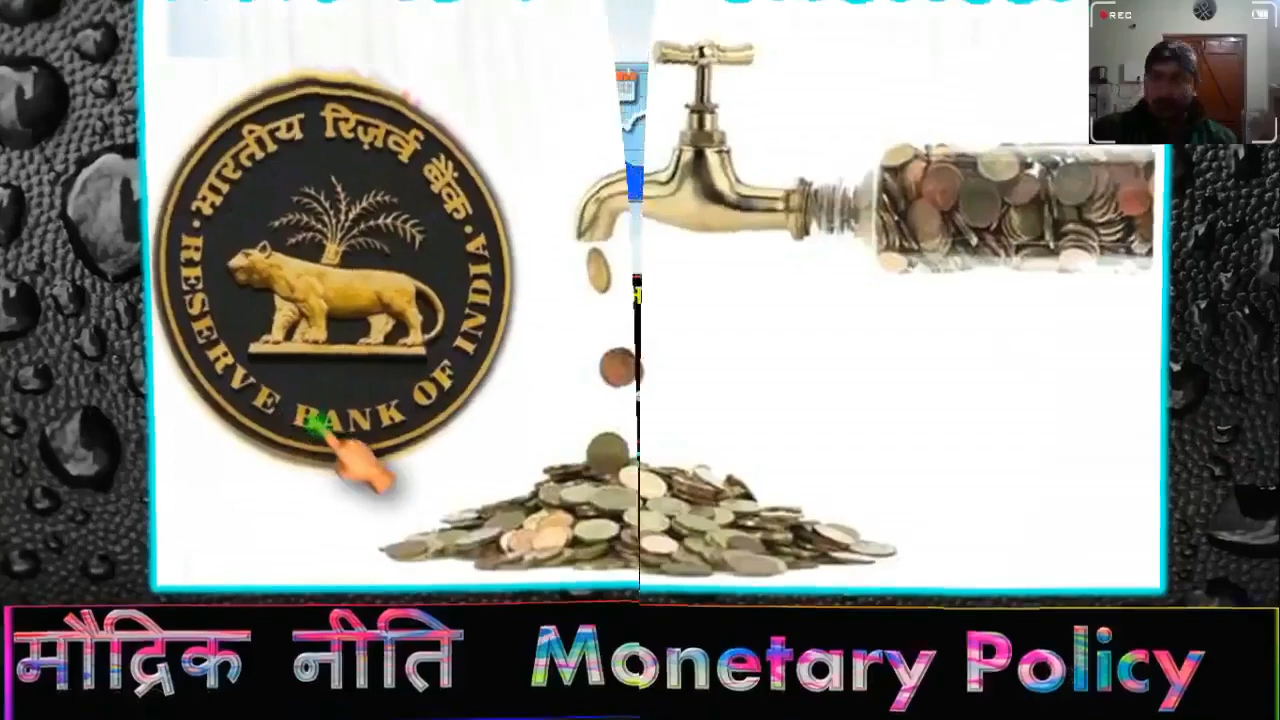 REC
भारतीय रिज़र्व बैंक
RESERVE BANK OF INDIA
मौद्रिक नीति Monetary Policy